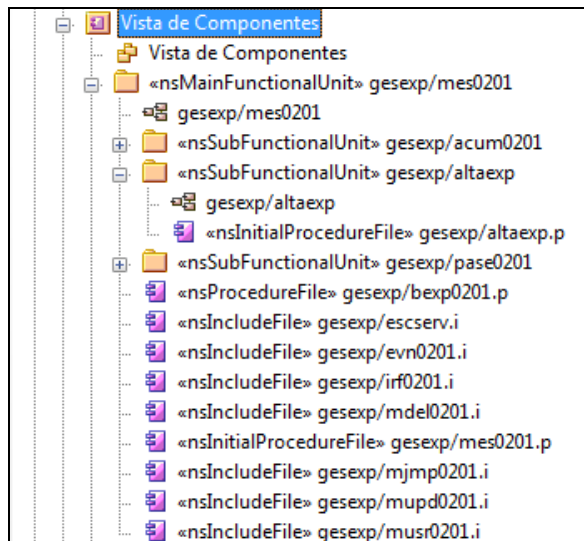 Vista de Componentes
Vista de Componentes
«nsMainFunctionalUnit» gesexp/mes0201
gesexp/mes0201
«nsSubFunctionalUnit» gesexp/acum0201
«nsSubFunctionalUnit» gesexp/altaexp
gesexp/altaexp
«nsInitialProcedureFile» gesexp/altaexp.p
«nsSubFunctionalUnit» gesexp/pase0201
«nsProcedureFile» gesexp/bexp0201.p
«nsIncludeFile» gesexp/escserv.i
«nsIncludeFile» gesexp/evn0201.i
«nsIncludeFile» gesexp/irf0201.i
«nsIncludeFile» gesexp/mdel0201.i
«nsInitialProcedureFile» gesexp/mes0201.p
«nsIncludeFile» gesexp/mjmp0201.i
«nsIncludeFile» gesexp/mupd0201.i
«nsIncludeFile» gesexp/musr0201.i